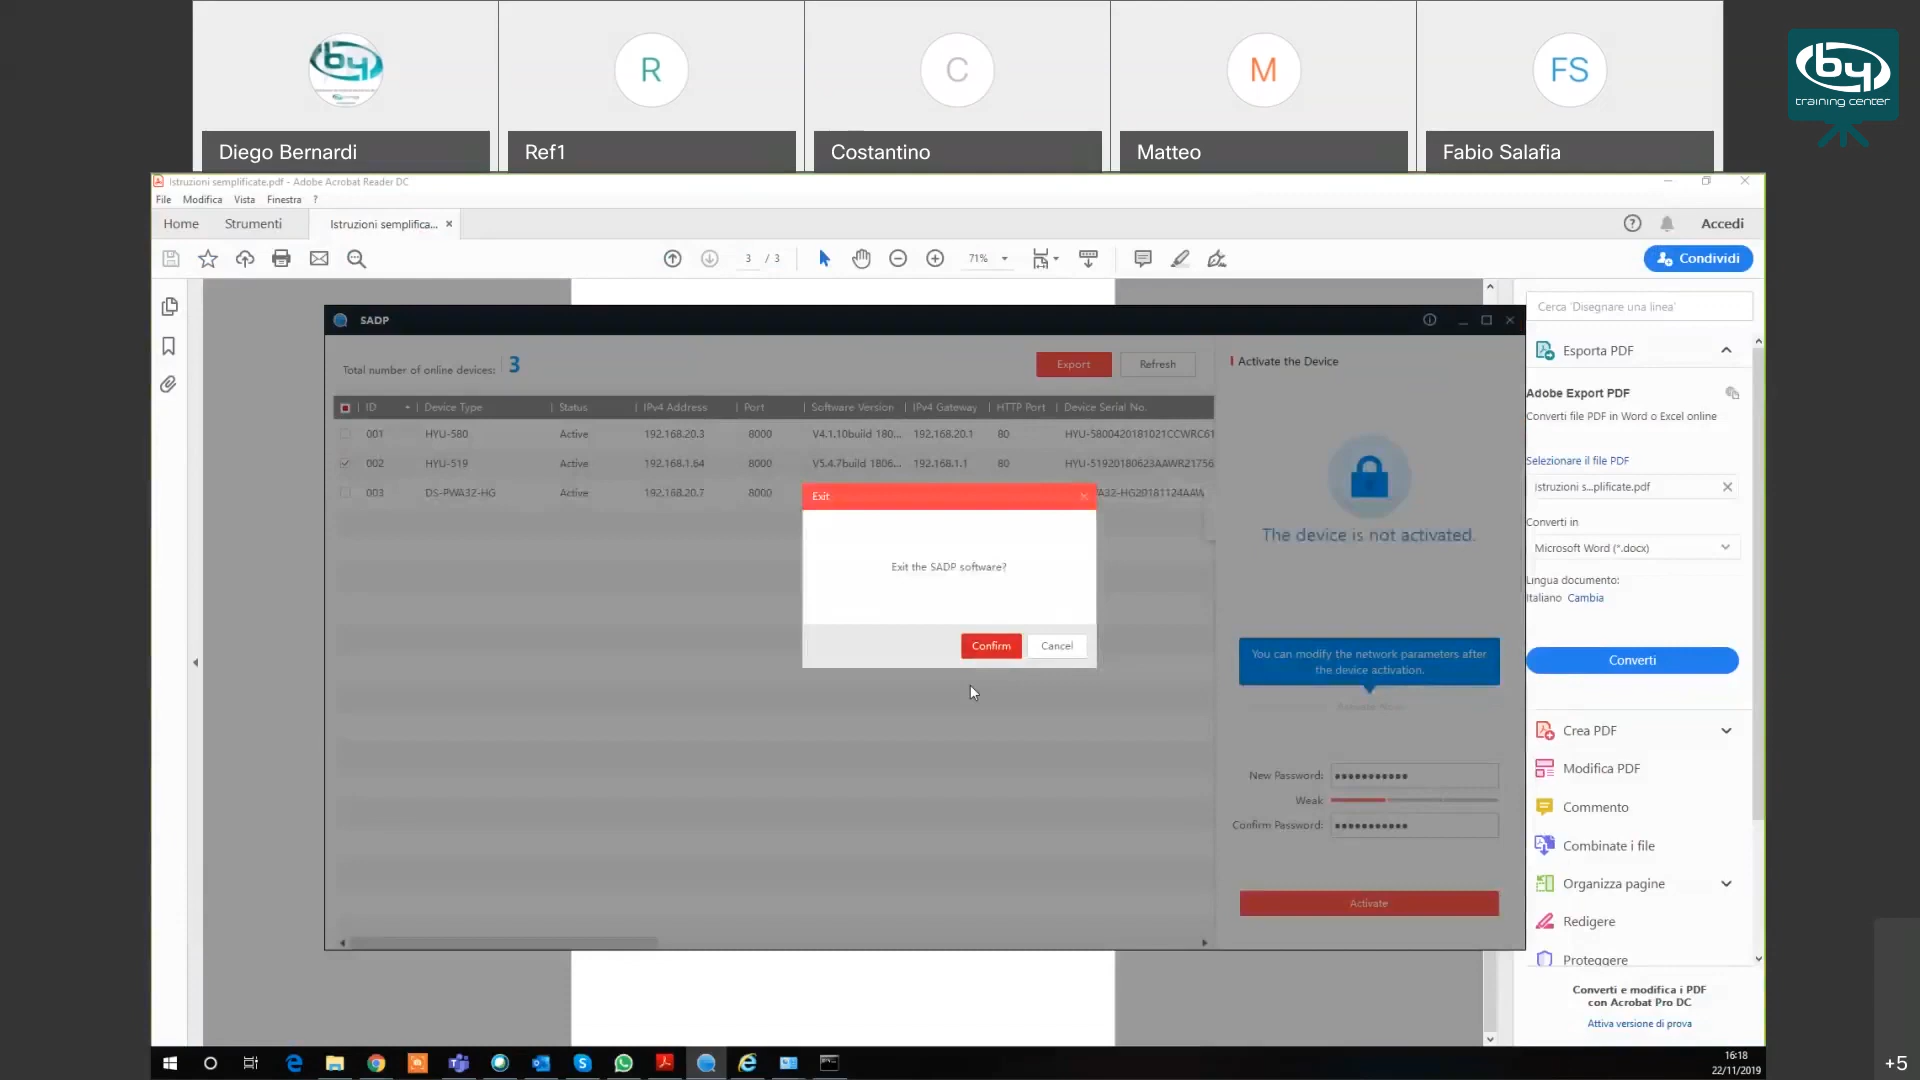 R
C
M
FS
by
training center
Diego Bernardi
Ref1
Costantino
Matteo
Fabio Salafia
Istruzioni semplificate.pdf - Adobe Acrobat Reader DC
File Modifica Vista Finestra ?
Home Strumenti Istruzioni semplifica... Accedi
3 / 3 71% Condividi
Cerca 'Disegnare una linea'
SADP
Total number of online devices: 3
Export Refresh
Activate the Device
Esporta PDF
ID Device Type Status IPv4 Address Port Software Version IPv4 Gateway HTTP Port Device Serial No.
001 HYU-580 Active 192.168.20.3 8000 V4.1.10build 180... 192.168.20.1 80 HYU-5800420181021CCWRC61
002 HYU-519 Active 192.168.1.64 8000 V5.4.7build 1806... 192.168.1.1 80 HYU-51920180623AAWR21756
003 DS-PWA32-HG Active 192.168.20.7 8000 A32-HG20181124AAW
Exit
Exit the SADP software?
Confirm Cancel
The device is not activated.
You can modify the network parameters after
the device activation.
Activate Now
New Password: •••••••••••
Weak
Confirm Password: •••••••••••
Activate
Adobe Export PDF
Converti file PDF in Word o Excel online
Selezionare il file PDF
istruzioni s...plificate.pdf
Converti in
Microsoft Word (*.docx)
Lingua documento:
Italiano Cambia
Converti
Crea PDF
Modifica PDF
Commento
Combinate i file
Organizza pagine
Redigere
Proteggere
Converti e modifica i PDF
con Acrobat Pro DC
Attiva versione di prova
16:18
22/11/2019
+5